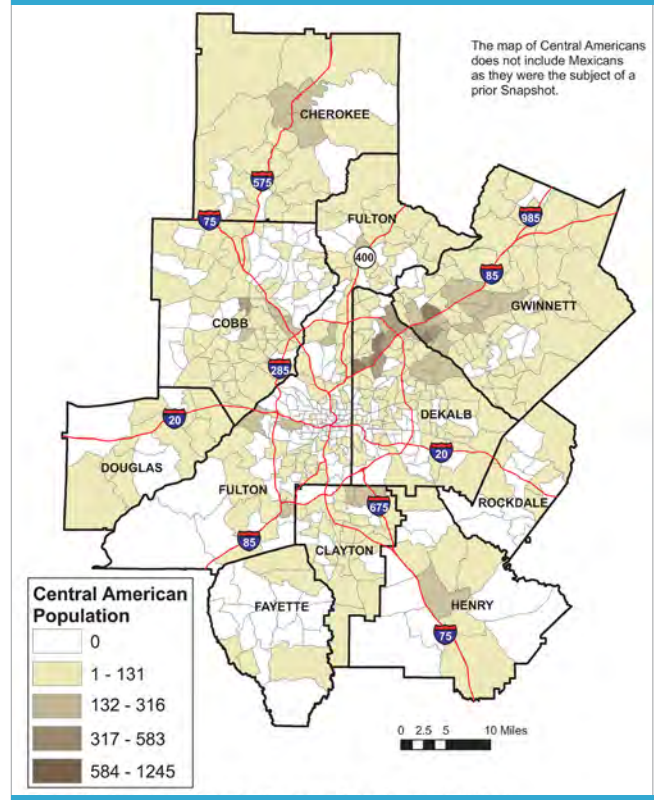 The map of Central Americans
does not include Mexicans
as they were the subject of a
prior Snapshot.
CHEROKEE
575
75
FULTON
985
400
85
GWINNETT
COBB
285
DEKALB
20
20
DOUGLAS
FULTON
ROCKDALE
675
85
CLAYTON
FAYETTE
HENRY
75
Central American
Population
0
1 - 131
132 - 316
317 - 583
584 - 1245
0 2.5 5 10 Miles